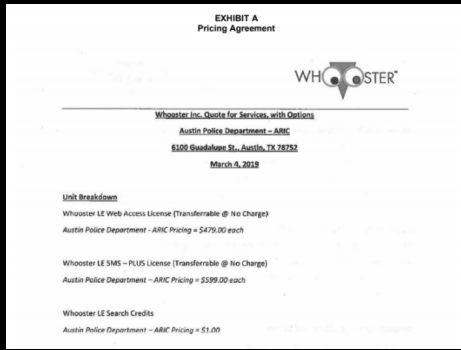 EXHIBIT A
Pricing Agreement
WHOOSTER™
Whooster Inc. Quote for Services, with Options
Austin Police Department – ARIC
6100 Guadalupe St., Austin, TX 78752
March 4, 2019
Unit Breakdown
Whooster LE Web Access License (Transferrable @ No Charge)
Austin Police Department - ARIC Pricing = $479.00 each
Whooster LE SMS – PLUS License (Transferrable @ No Charge)
Austin Police Department – ARIC Pricing = $599.00 each
Whooster LE Search Credits
Austin Police Department – ARIC Pricing = $1.00